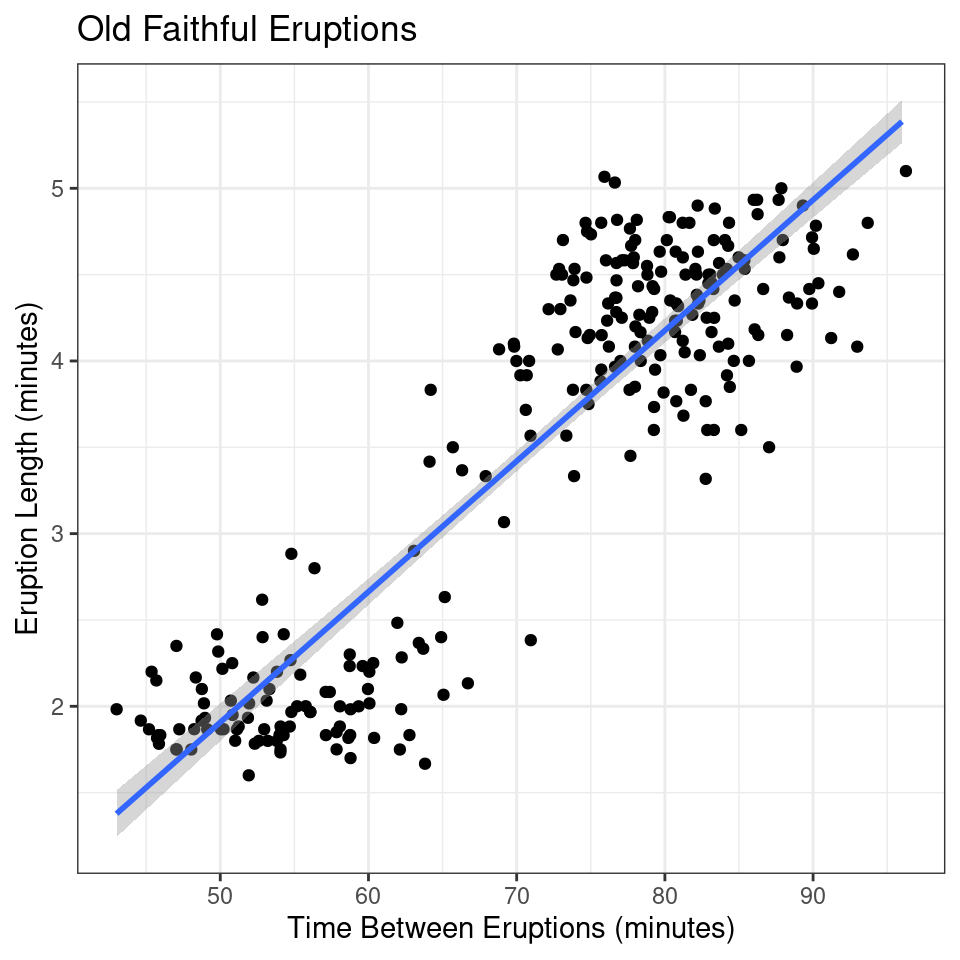 Old Faithful Eruptions
Eruption Length (minutes)
5
4
3
2
50 60 70 80 90
Time Between Eruptions (minutes)